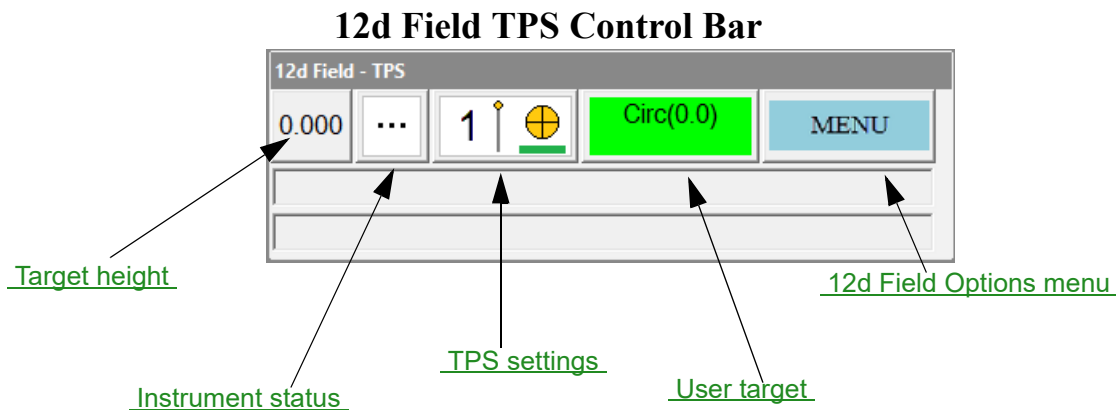 12d Field TPS Control Bar
12d Field - TPS
0.000 ... 1 Circ(0.0) MENU
Target height
12d Field Options menu
TPS settings
User target
Instrument status